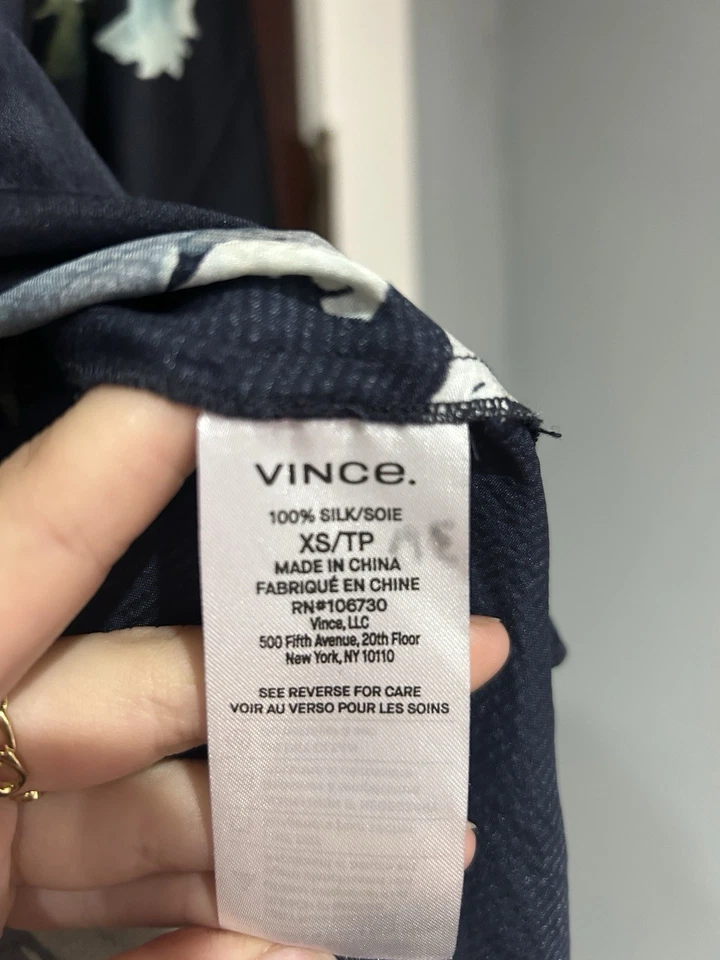 VINCE.
100% SILK/SOIE
XS/TP
MADE IN CHINA
FABRIQUÉ EN CHINE
RN#106730
Vince, LLC
500 Fifth Avenue, 20th Floor
New York, NY 10110
SEE REVERSE FOR CARE
VOIR AU VERSO POUR LES SOINS